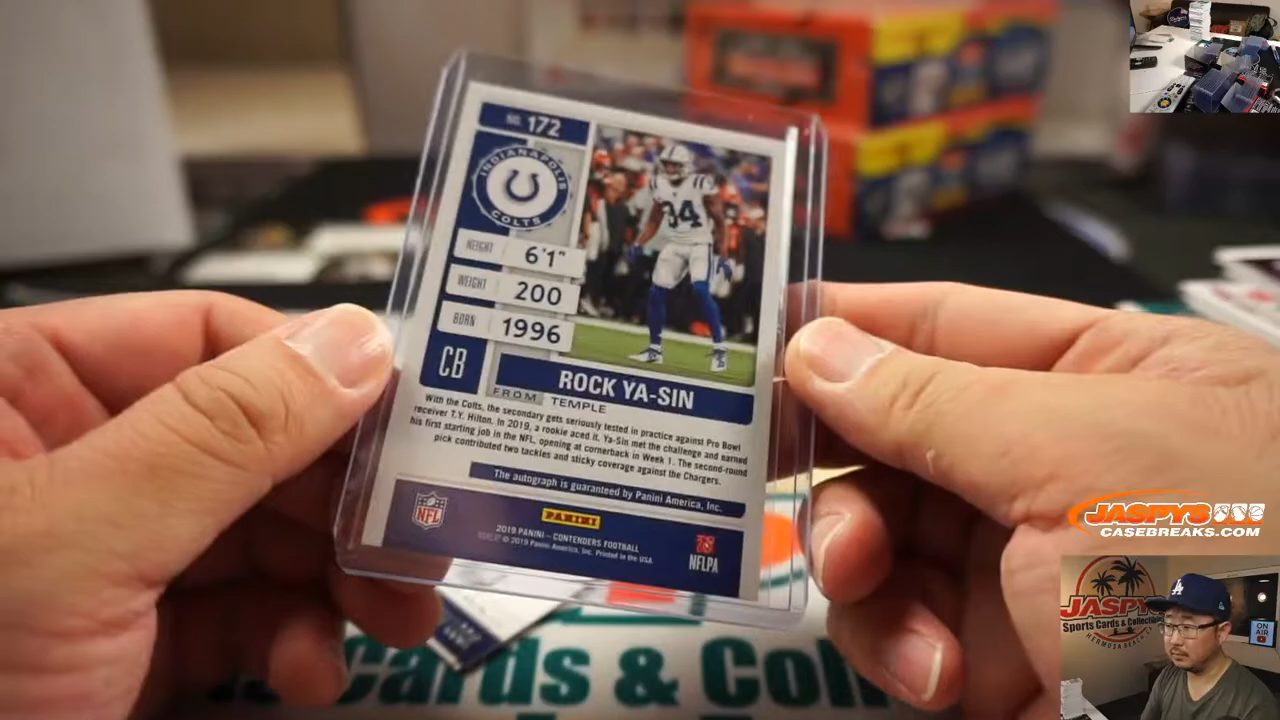 NO. 172
INDIANAPOLIS
COLTS
34
HEIGHT 6'1"
WEIGHT 200
BORN 1996
CB
ROCK YA-SIN
FROM TEMPLE
With the Colts, the secondary gets seriously tested in practice against Pro Bowl
receiver T.Y. Hilton. In 2019, a rookie aced it. Ya-Sin met the challenge and earned
his first starting job in the NFL, opening at cornerback in Week 1. The second-round
pick contributed two tackles and sticky coverage against the Chargers.
The autograph is guaranteed by Panini America, Inc.
NFL
PANINI
2019 PANINI – CONTENDERS FOOTBALL
© 2019 Panini America, Inc. Printed in the USA
NFLPA
Cards & Coll
JASPYS
CASEBREAKS.COM
JASPY'S
Sports Cards & Collectibles
HERMOSA BEACH
LA
ON
AIR